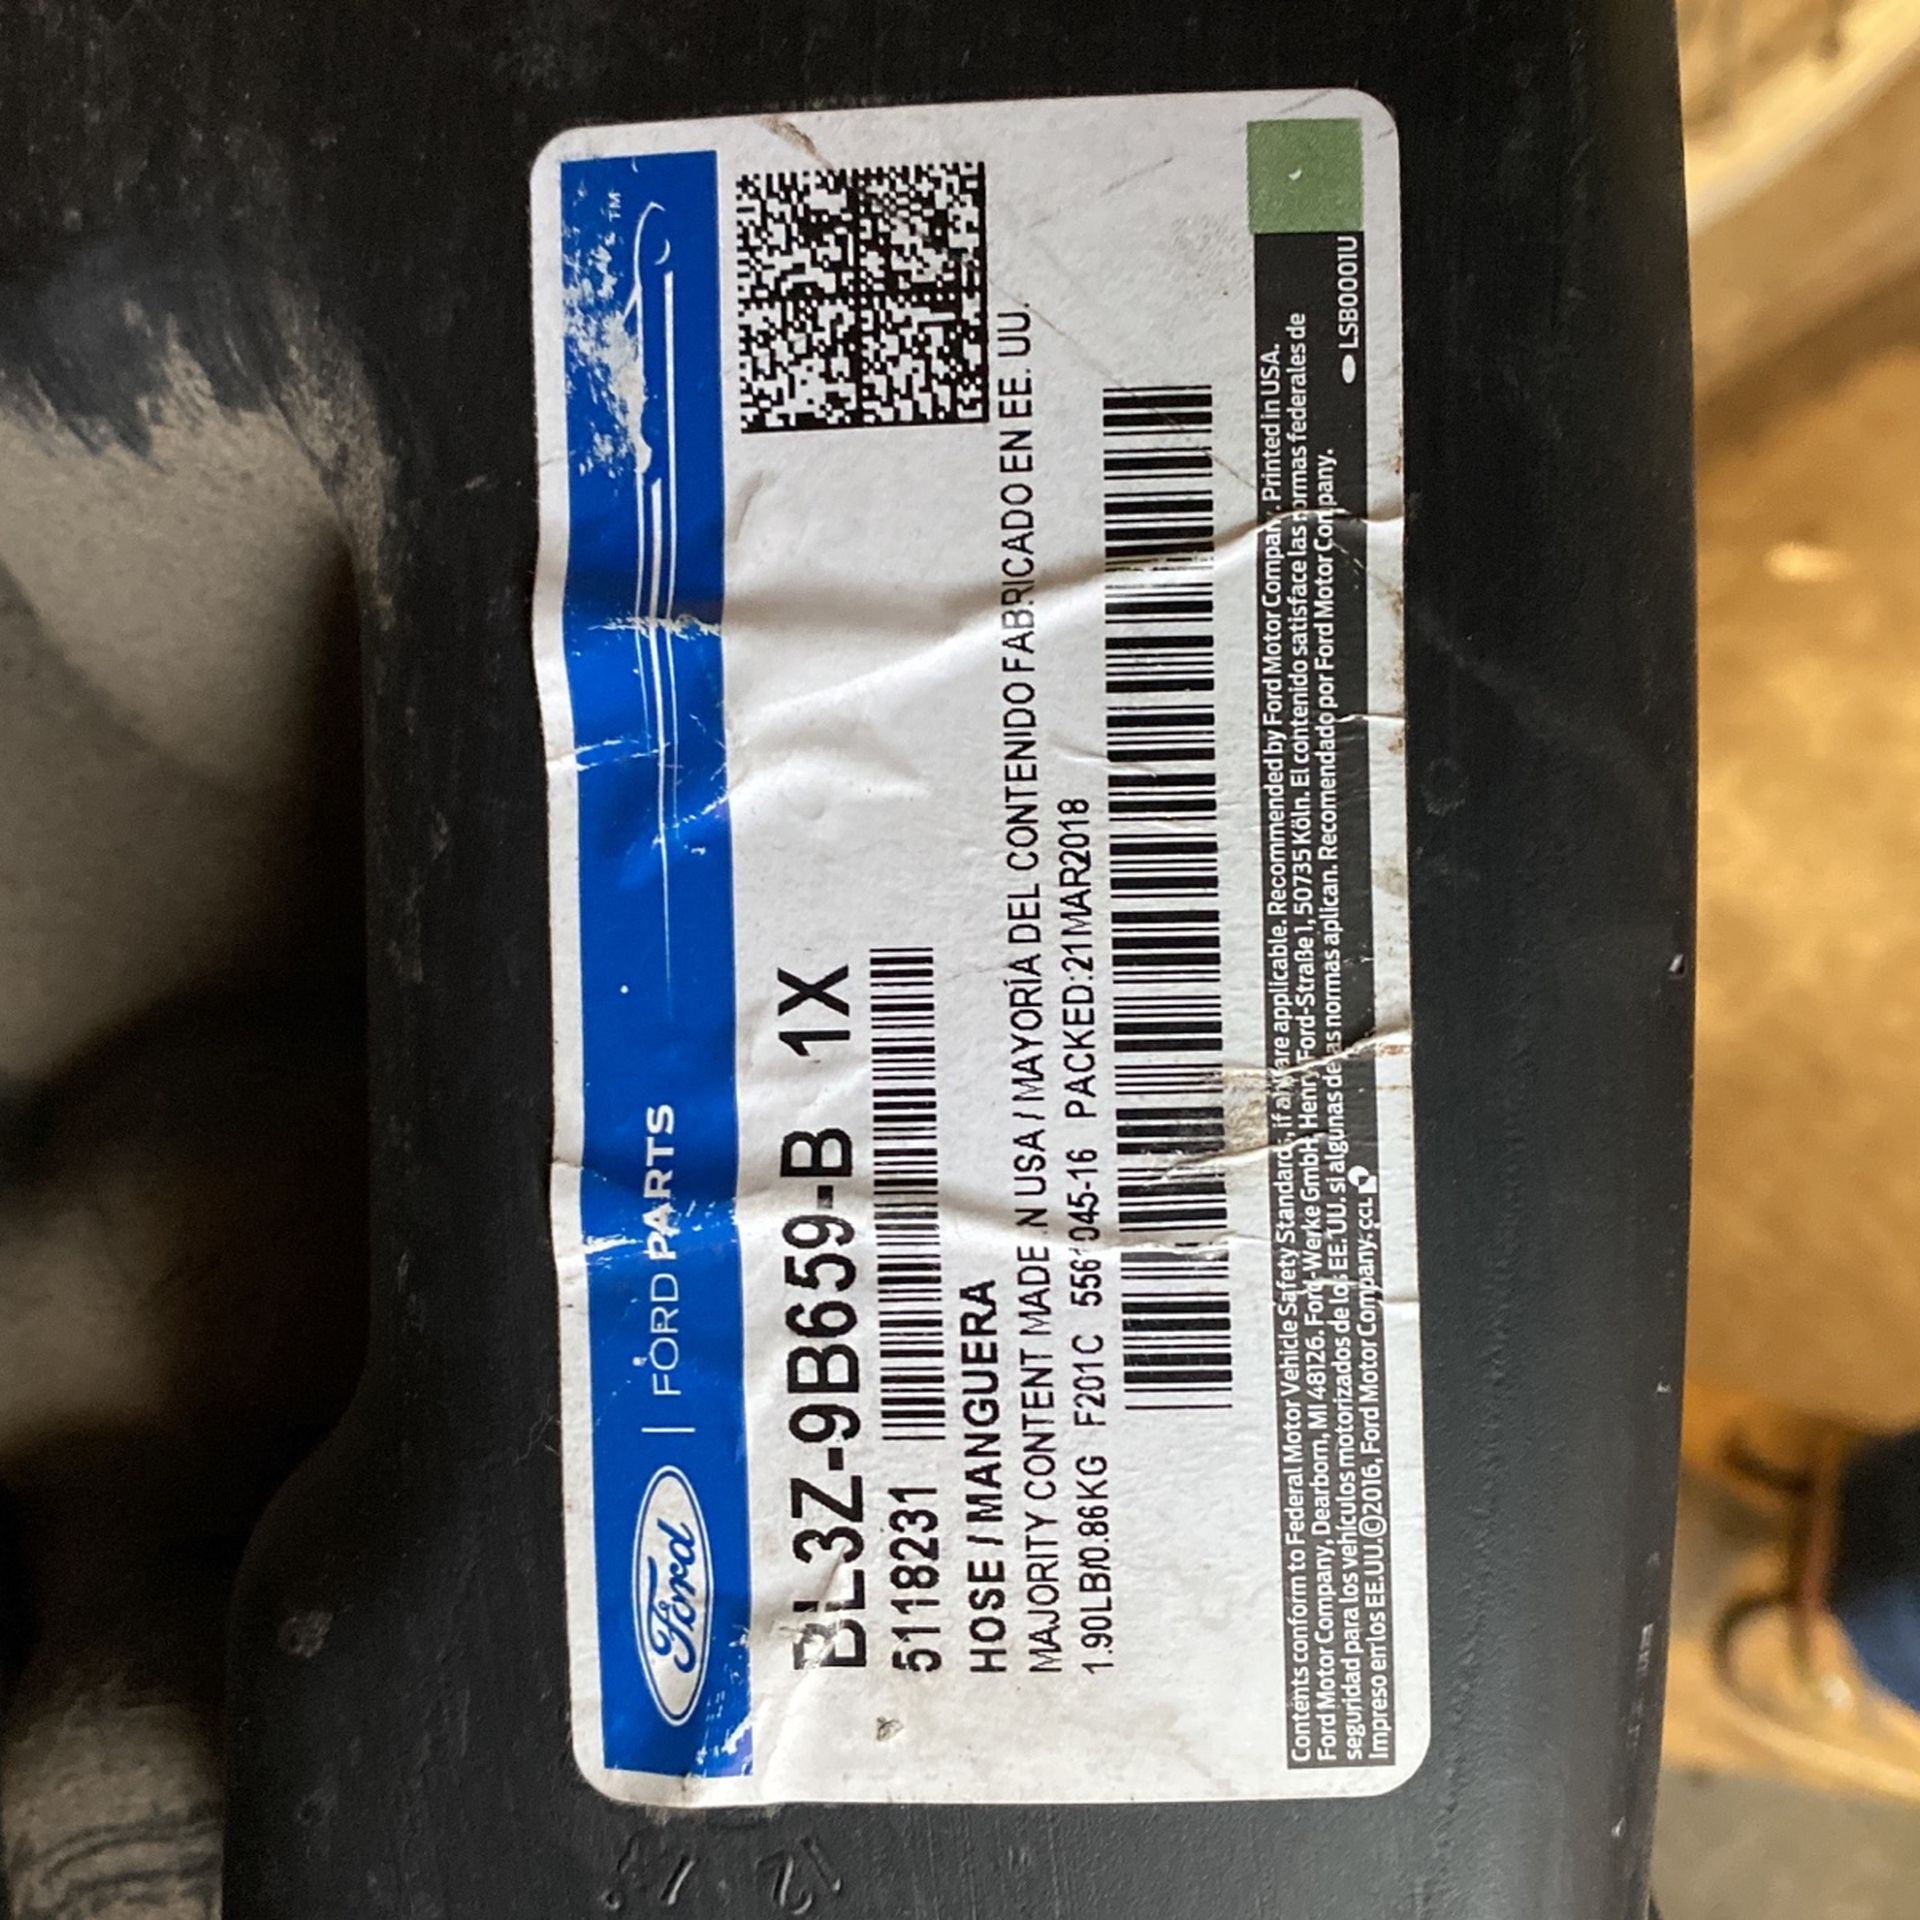 Ford | FORD PARTS ™
BL3Z-9B659-B 1X
5118231
HOSE / MANGUERA
MAJORITY CONTENT MADE IN USA / MAYORÍA DEL CONTENIDO FABRICADO EN EE. UU.
1.90LB/0.86KG F201C 5561045-16 PACKED:21MAR2018
Contents conform to Federal Motor Vehicle Safety Standards, if any are applicable. Recommended by Ford Motor Company. Printed in USA.
Ford Motor Company, Dearborn, MI 48126. Ford-Werke GmbH, Henry-Ford-Straße 1, 50735 Köln. El contenido satisface las normas federales de
seguridad para los vehículos motorizados de los EE. UU. si algunas de las normas aplican. Recomendado por Ford Motor Company.
Impreso en los EE.UU. ©2016, Ford Motor Company. CCL
LSB0001U